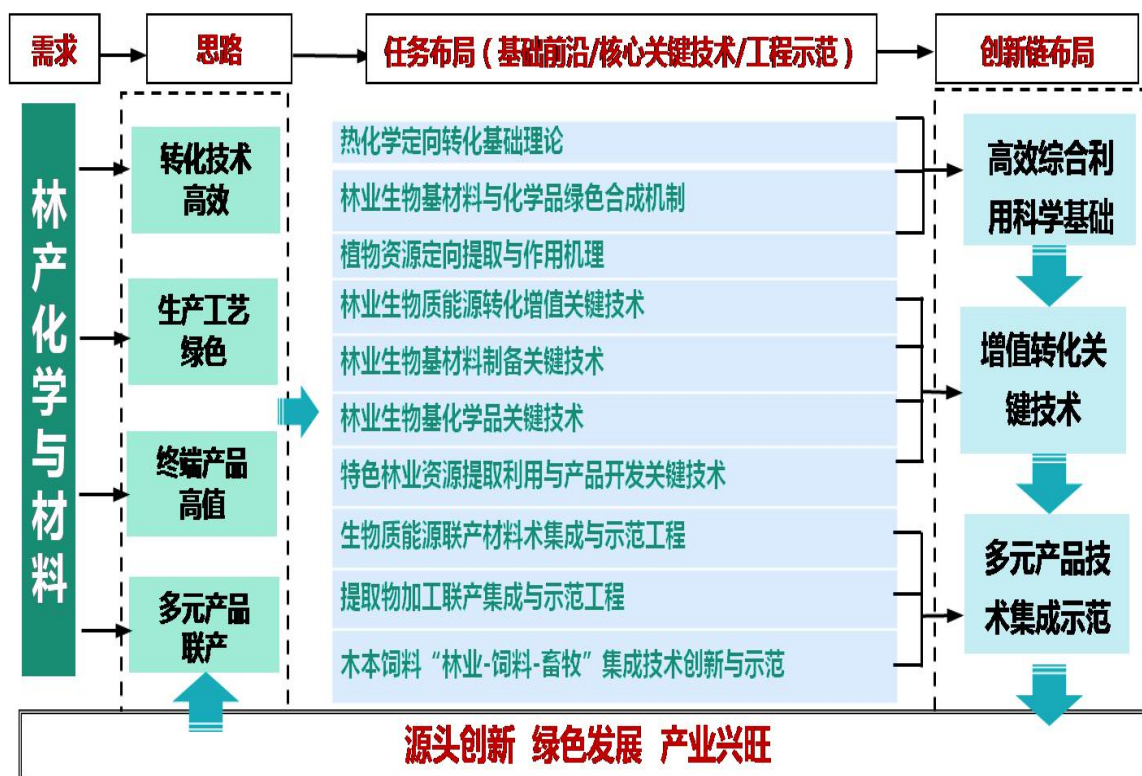 需求
思路
任务布局（基础前沿/核心关键技术/工程示范）
创新链布局
林产化学与材料
转化技术
高效
生产工艺
绿色
终端产品
高值
多元产品
联产
热化学定向转化基础理论
林业生物基材料与化学品绿色合成机制
植物资源定向提取与作用机理
林业生物质能源转化增值关键技术
林业生物基材料制备关键技术
林业生物基化学品关键技术
特色林业资源提取利用与产品开发关键技术
生物质能源联产材料术集成与示范工程
提取物加工联产集成与示范工程
木本饲料“林业-饲料-畜牧”集成技术创新与示范
高效综合利
用科学基础
增值转化关
键技术
多元产品技
术集成示范
源头创新 绿色发展 产业兴旺